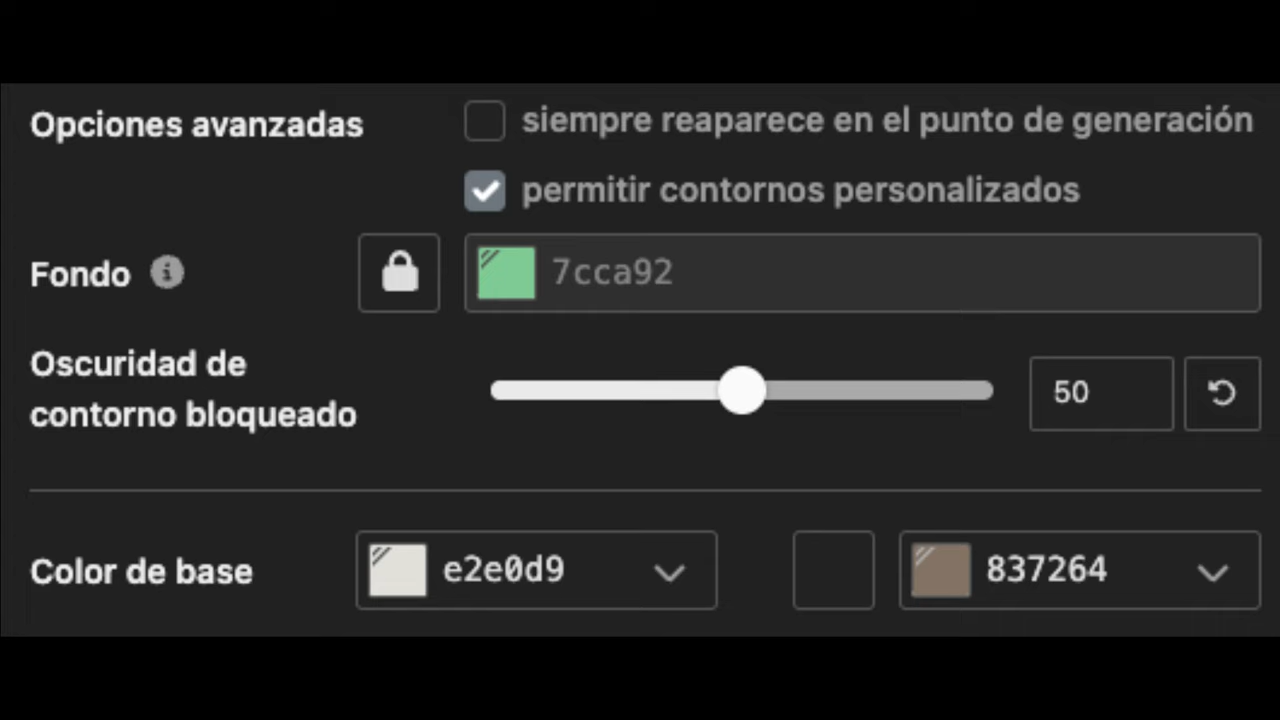 Opciones avanzadas
siempre reaparece en el punto de generación
permitir contornos personalizados
Fondo
7cca92
Oscuridad de
contorno bloqueado
50
Color de base
e2e0d9
837264